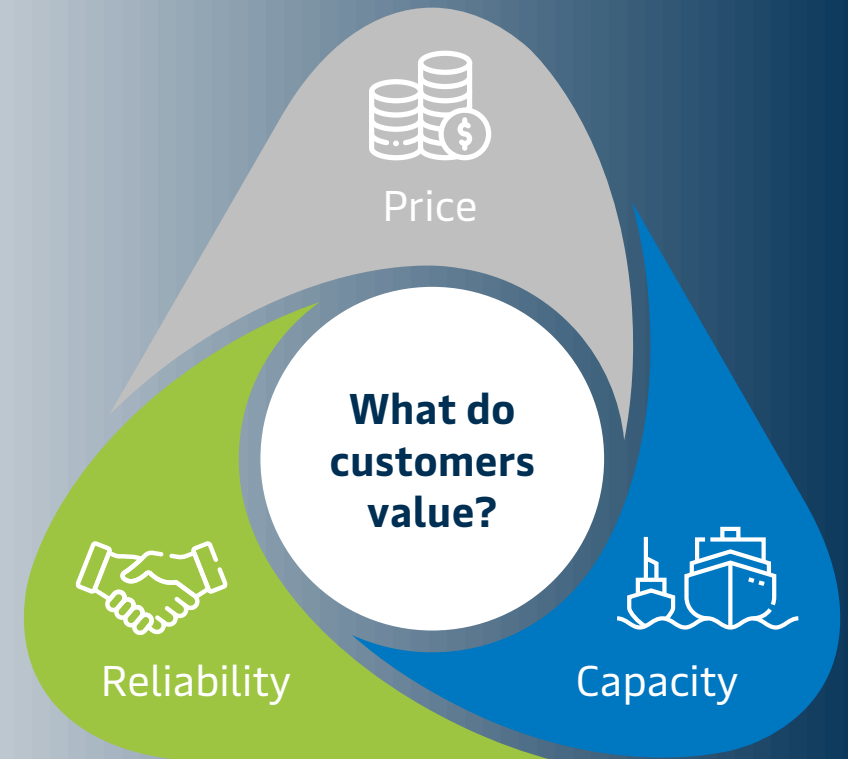 Price
What do
customers
value?
Reliability
Capacity
$